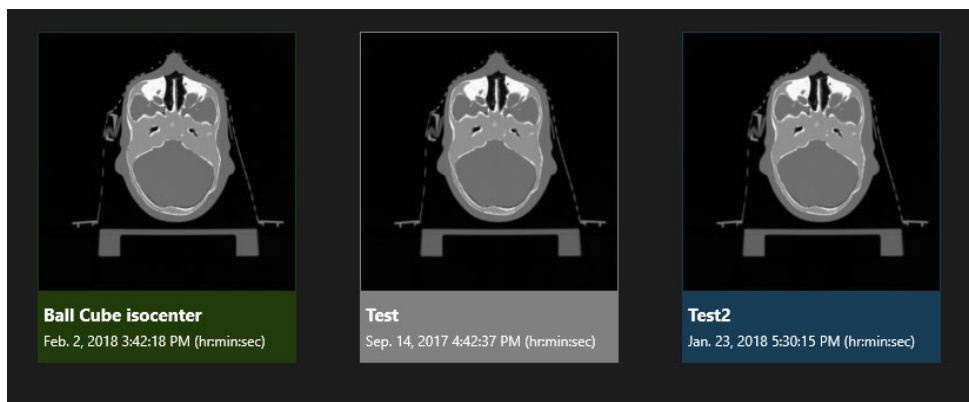 Ball Cube isocenter
Feb. 2, 2018 3:42:18 PM (hr:min:sec)
Test
Sep. 14, 2017 4:42:37 PM (hr:min:sec)
Test2
Jan. 23, 2018 5:30:15 PM (hr:min:sec)